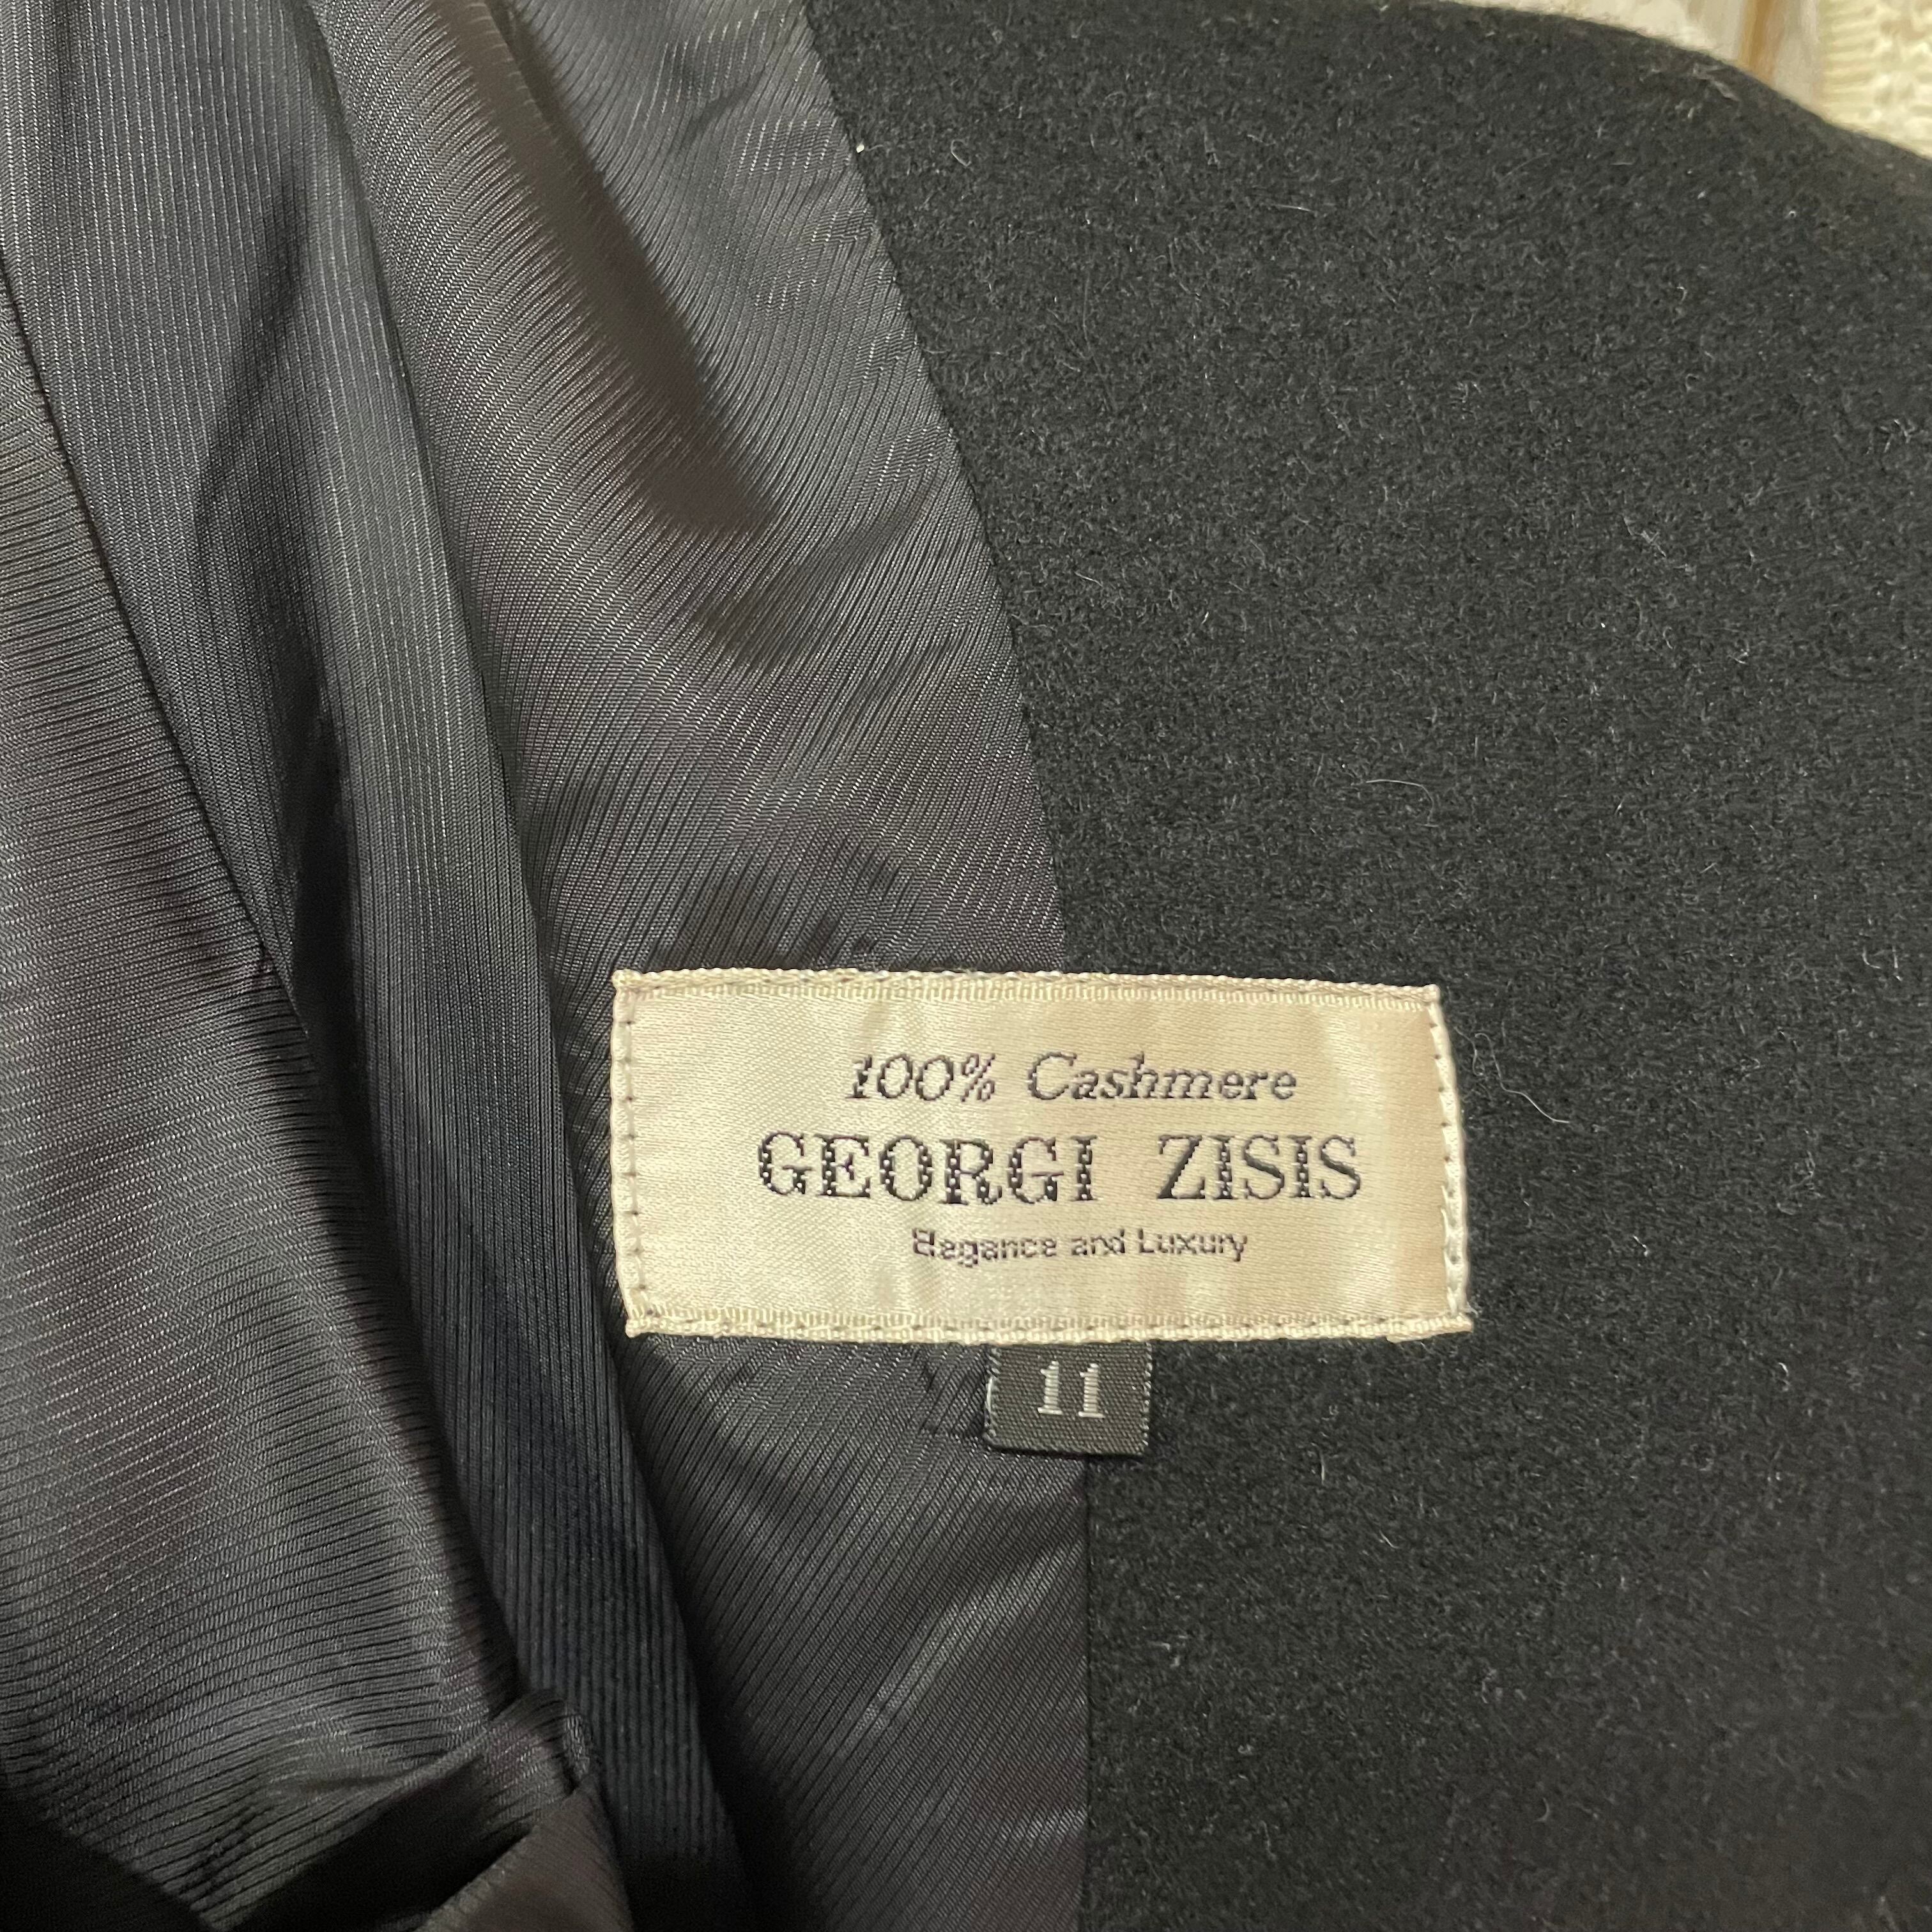 100% Cashmere
GEORGI ZISIS
Elegance and Luxury
11